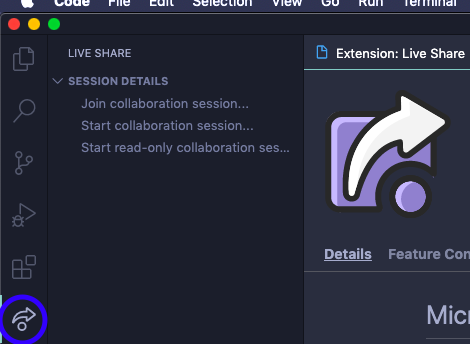 Code File Edit Selection View Go Run Terminal
LIVE SHARE
Extension: Live Share
SESSION DETAILS
Join collaboration session...
Start collaboration session...
Start read-only collaboration ses...
Details Feature Con
Micr